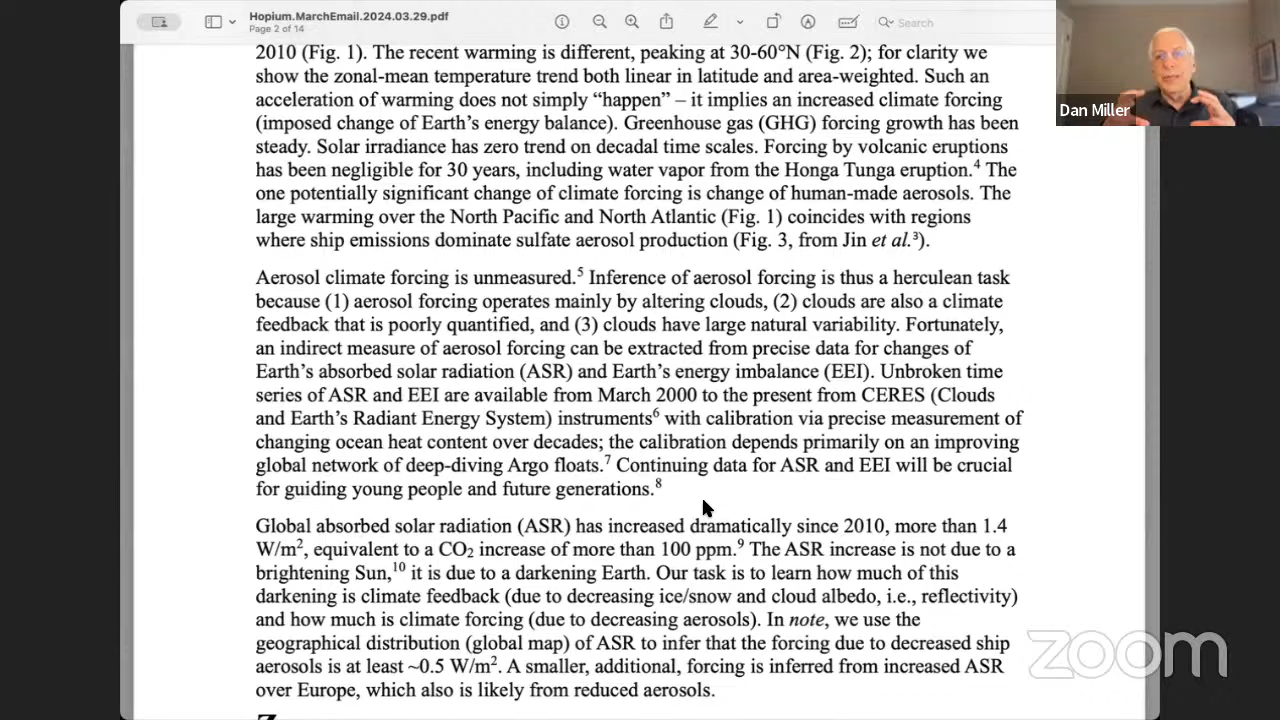 Hopium.MarchEmail.2024.03.29.pdf
Page 2 of 14
Search
2010 (Fig. 1). The recent warming is different, peaking at 30-60°N (Fig. 2); for clarity we
show the zonal-mean temperature trend both linear in latitude and area-weighted. Such an
acceleration of warming does not simply “happen” – it implies an increased climate forcing
(imposed change of Earth’s energy balance). Greenhouse gas (GHG) forcing growth has been
steady. Solar irradiance has zero trend on decadal time scales. Forcing by volcanic eruptions
has been negligible for 30 years, including water vapor from the Honga Tunga eruption.⁴ The
one potentially significant change of climate forcing is change of human-made aerosols. The
large warming over the North Pacific and North Atlantic (Fig. 1) coincides with regions
where ship emissions dominate sulfate aerosol production (Fig. 3, from Jin et al.³).
Aerosol climate forcing is unmeasured.⁵ Inference of aerosol forcing is thus a herculean task
because (1) aerosol forcing operates mainly by altering clouds, (2) clouds are also a climate
feedback that is poorly quantified, and (3) clouds have large natural variability. Fortunately,
an indirect measure of aerosol forcing can be extracted from precise data for changes of
Earth’s absorbed solar radiation (ASR) and Earth’s energy imbalance (EEI). Unbroken time
series of ASR and EEI are available from March 2000 to the present from CERES (Clouds
and Earth’s Radiant Energy System) instruments⁶ with calibration via precise measurement of
changing ocean heat content over decades; the calibration depends primarily on an improving
global network of deep-diving Argo floats.⁷ Continuing data for ASR and EEI will be crucial
for guiding young people and future generations.⁸
Global absorbed solar radiation (ASR) has increased dramatically since 2010, more than 1.4
W/m², equivalent to a CO₂ increase of more than 100 ppm.⁹ The ASR increase is not due to a
brightening Sun,¹⁰ it is due to a darkening Earth. Our task is to learn how much of this
darkening is climate feedback (due to decreasing ice/snow and cloud albedo, i.e., reflectivity)
and how much is climate forcing (due to decreasing aerosols). In note, we use the
geographical distribution (global map) of ASR to infer that the forcing due to decreased ship
aerosols is at least ~0.5 W/m². A smaller, additional, forcing is inferred from increased ASR
over Europe, which also is likely from reduced aerosols.
Dan Miller
zoom